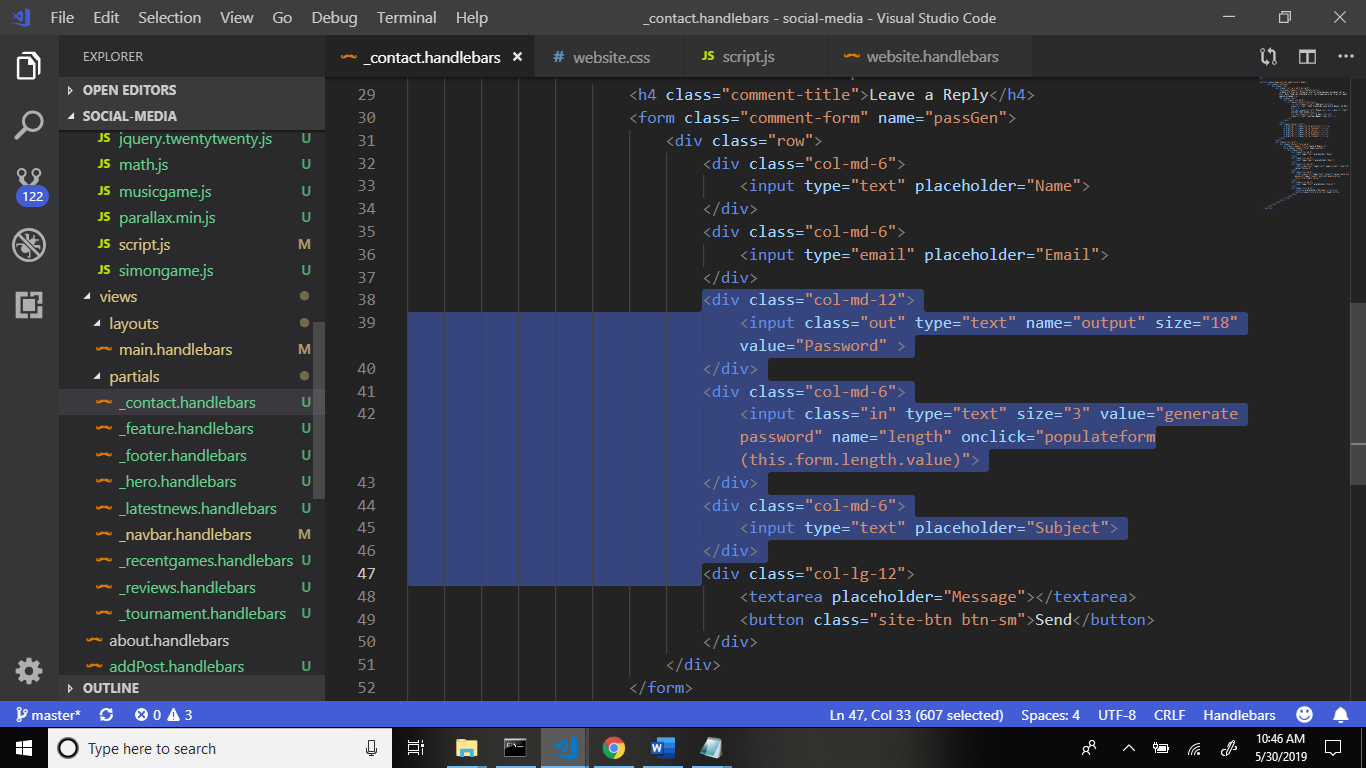 File Edit Selection View Go Debug Terminal Help _contact.handlebars - social-media - Visual Studio Code
EXPLORER
_contact.handlebars website.css script.js website.handlebars
OPEN EDITORS
SOCIAL-MEDIA
JS jquery.twentytwenty.js U
JS math.js U
JS musicgame.js U
JS parallax.min.js U
JS script.js M
JS simongame.js U
views
layouts
main.handlebars M
partials
_contact.handlebars U
_feature.handlebars U
_footer.handlebars U
_hero.handlebars U
_latestnews.handlebars U
_navbar.handlebars M
_recentgames.handlebars U
_reviews.handlebars U
_tournament.handlebars U
about.handlebars
addPost.handlebars U
OUTLINE
122
29 <h4 class="comment-title">Leave a Reply</h4>
30 <form class="comment-form" name="passGen">
31 <div class="row">
32 <div class="col-md-6">
33 <input type="text" placeholder="Name">
34 </div>
35 <div class="col-md-6">
36 <input type="email" placeholder="Email">
37 </div>
38 <div class="col-md-12">
39 <input class="out" type="text" name="output" size="18"
value="Password" >
40 </div>
41 <div class="col-md-6">
42 <input class="in" type="text" size="3" value="generate
password" name="length" onclick="populateform
(this.form.length.value)">
43 </div>
44 <div class="col-md-6">
45 <input type="text" placeholder="Subject">
46 </div>
47 <div class="col-lg-12">
48 <textarea placeholder="Message"></textarea>
49 <button class="site-btn btn-sm">Send</button>
50 </div>
51 </div>
52 </form>
master* 0 3 Ln 47, Col 33 (607 selected) Spaces: 4 UTF-8 CRLF Handlebars
Type here to search
10:46 AM
5/30/2019